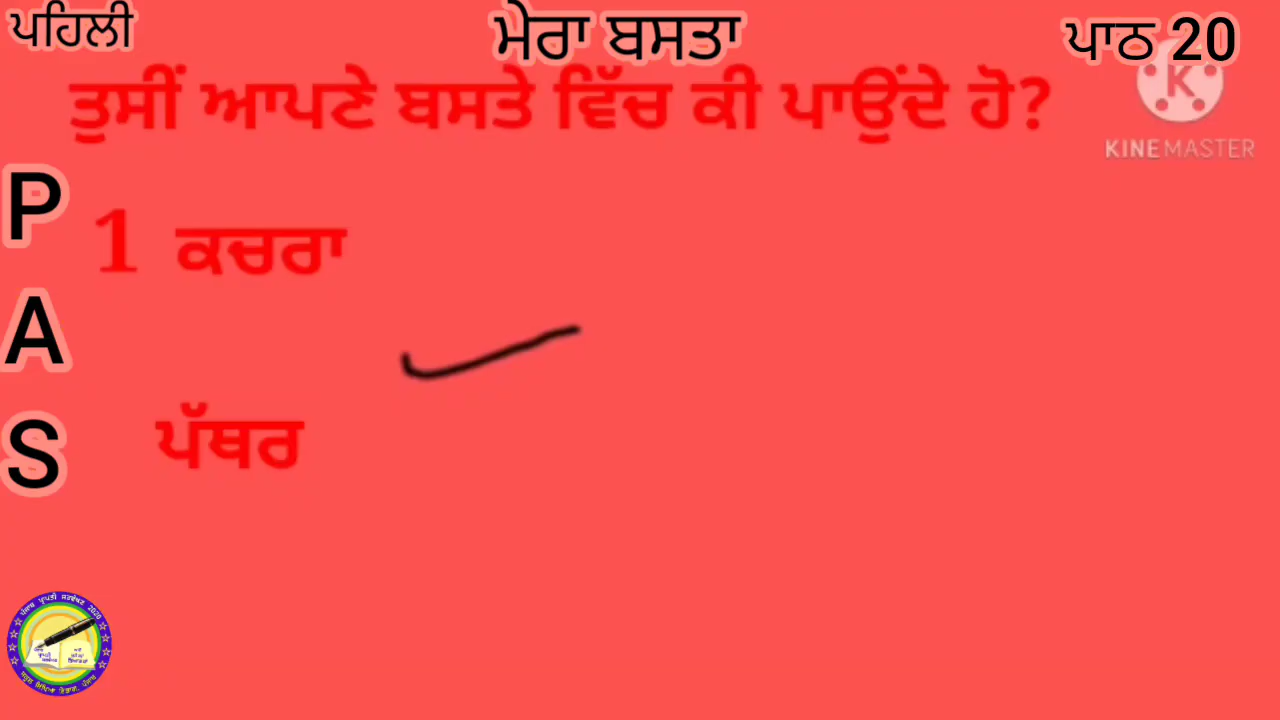 ਪਹਿਲੀ
ਮੇਰਾ ਬਸਤਾ
ਪਾਠ 20
ਤੁਸੀਂ ਆਪਣੇ ਬਸਤੇ ਵਿੱਚ ਕੀ ਪਾਉਂਦੇ ਹੋ?
K
KINEMASTER
P
A
S
1 ਕਚਰਾ
ਪੱਥਰ